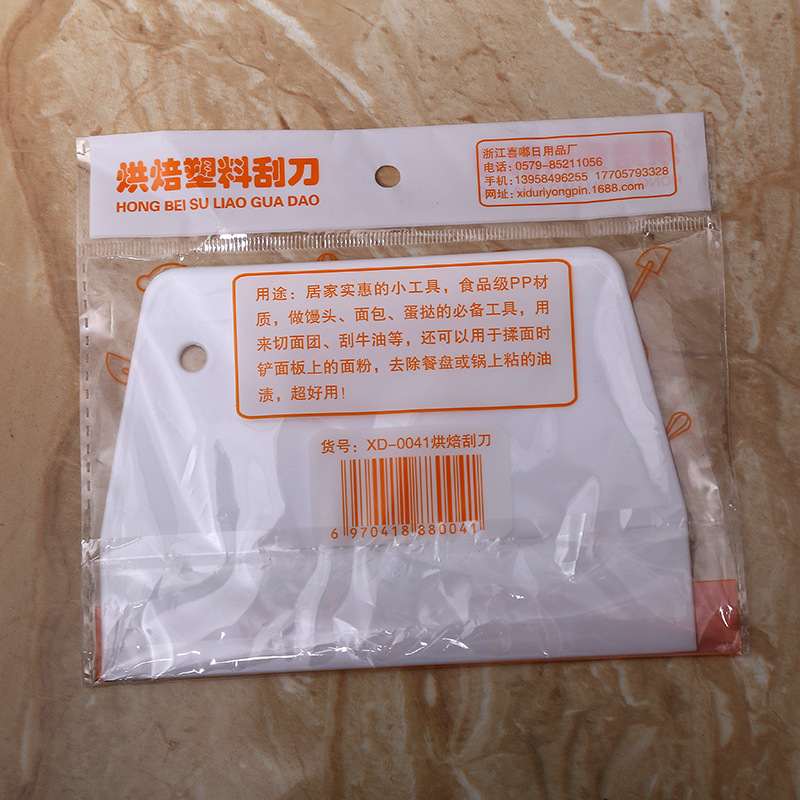 烘焙塑料刮刀
HONG BEI SU LIAO GUA DAO
浙江喜嘟日用品厂
电话:0579-85211056
手机:13958496255 17705793328
网址:xiduriyongpin.1688.com
用途:居家实惠的小工具,食品级PP材
质,做馒头、面包、蛋挞的必备工具,用
来切面团、刮牛油等,还可以用于揉面时
铲面板上的面粉,去除餐盘或锅上粘的油
渍,超好用!
货号:XD-0041烘焙刮刀
6 970418 880041